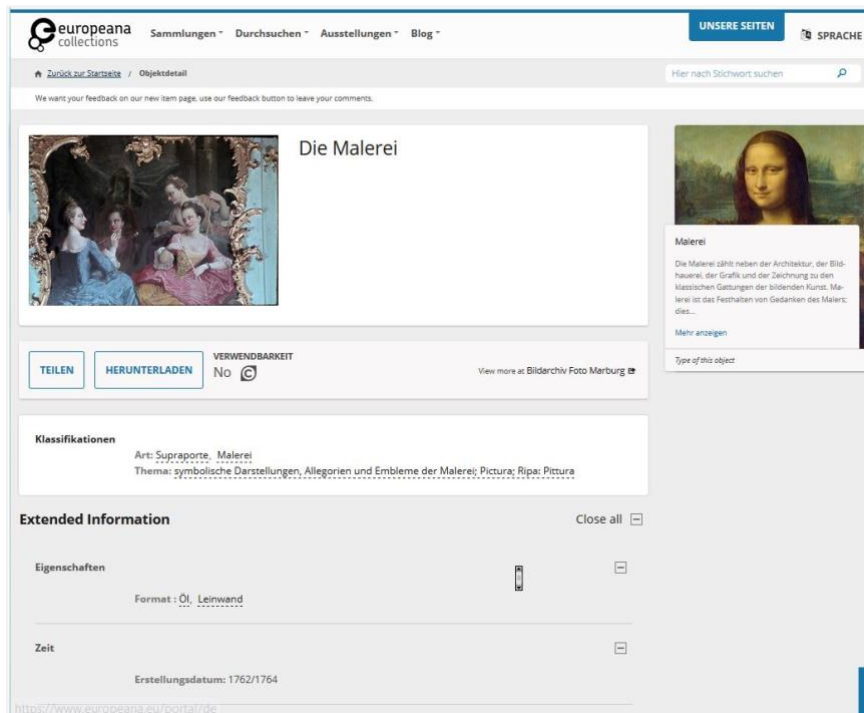 europeana
collections
Sammlungen
Durchsuchen
Ausstellungen
Blog
UNSERE SEITEN
SPRACHE
Zurück zur Startseite / Objektdetail
Hier nach Stichwort suchen
We want your feedback on our new item page, use our feedback button to leave your comments.
Die Malerei
Malerei
Die Malerei zählt neben der Architektur, der Bild-
hauerei, der Grafik und der Zeichnung zu den
klassischen Gattungen der bildenden Kunst. Ma-
lerei ist das Festhalten von Gedanken des Malers;
dies...
Mehr anzeigen
Type of this object
TEILEN
HERUNTERLADEN
VERWENDBARKEIT
No ©
View more at Bildarchiv Foto Marburg
Klassifikationen
Art: Supraporte, Malerei
Thema: symbolische Darstellungen, Allegorien und Embleme der Malerei; Pictura; Ripa: Pittura
Extended Information
Close all
Eigenschaften
Format : Öl, Leinwand
Zeit
Erstellungsdatum: 1762/1764
https://www.europeana.eu/portal/de